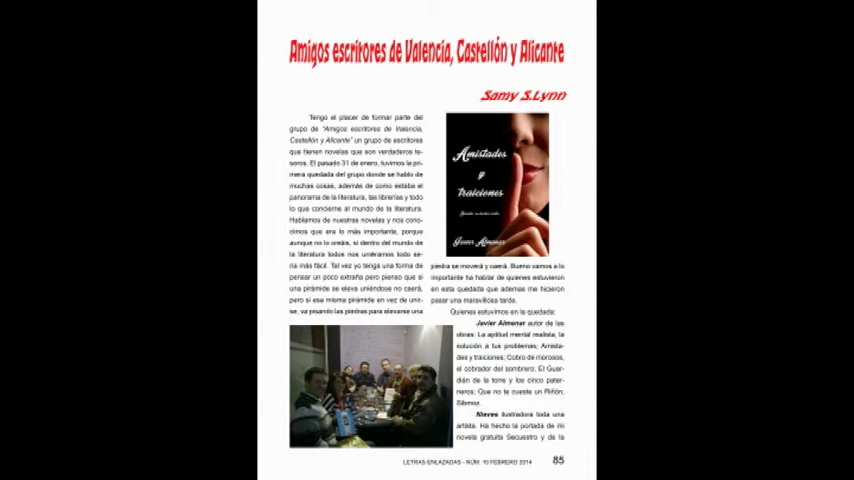 Amigos escritores de Valencia, Castellón y Alicante
Samy S.Lynn
Tengo el placer de formar parte del
grupo de "Amigos escritores de Valencia,
Castellón y Alicante" un grupo de escritores
que tienen novelas que son verdaderos te-
soros. El pasado 31 de enero, tuvimos la pri-
mera quedada del grupo donde se hablo de
muchas cosas, además de como estaba el
panorama de la literatura, las librerías y todo
lo que concierne al mundo de la literatura.
Hablamos de nuestras novelas y nos cono-
cimos que era lo más importante, porque
aunque no lo creáis, si dentro del mundo de
la literatura todos nos uniéramos todo se-
ría más fácil. Tal vez yo tenga una forma de
pensar un poco extraña pero pienso que si
una pirámide se eleva uniéndose no caerá,
pero si esa misma pirámide en vez de unir-
se, va pisando las piedras para elevarse una
Amistades
y
traiciones
Javier Almenar
piedra se moverá y caerá. Bueno vamos a lo
importante ha hablar de quienes estuvieron
en esta quedada que ademas me hicieron
pasar una maravillosa tarde.
Quienes estuvimos en la quedada:
Javier Almenar autor de las
obras: La aptitud mental realista, la
solución a tus problemas; Amista-
des y traiciones; Cobro de morosos,
el cobrador del sombrero; El Guar-
dián de la torre y los cinco pater-
neros; Que no te cueste un Riñón;
Sibmoz.
Nieves ilustradora toda una
artista. Ha hecho la portada de mi
novela gratuita Secuestro y de la
LETRAS ENLAZADAS - NÚM. 10 FEBRERO 2014
85